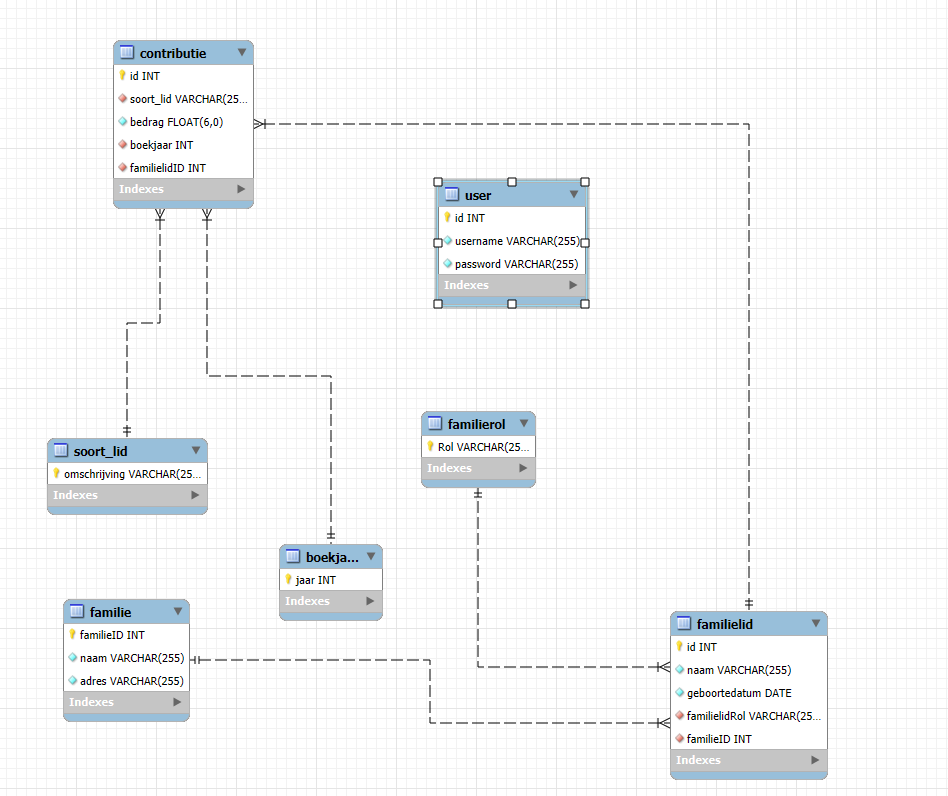 contributie
id INT
soort_lid VARCHAR(25...
bedrag FLOAT(6,0)
boekjaar INT
familielidID INT
Indexes
user
id INT
username VARCHAR(255)
password VARCHAR(255)
Indexes
familierol
Rol VARCHAR(25...
Indexes
soort_lid
omschrijving VARCHAR(25...
Indexes
boekja...
jaar INT
Indexes
familie
familieID INT
naam VARCHAR(255)
adres VARCHAR(255)
Indexes
familielid
id INT
naam VARCHAR(255)
geboortedatum DATE
familielidRol VARCHAR(25...
familieID INT
Indexes